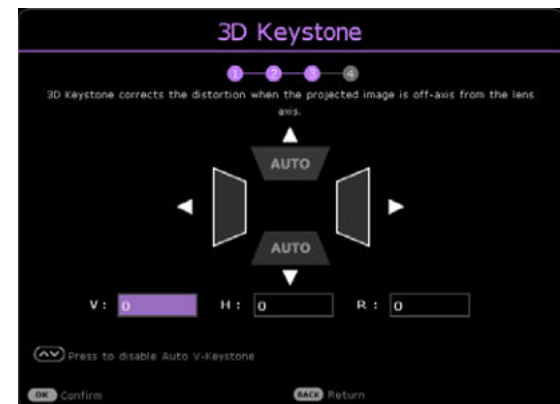 3D Keystone
1 2 3 4
3D Keystone corrects the distortion when the projected image is off-axis from the lens
axis.
AUTO
AUTO
V : 0 H : 0 R : 0
Press to disable Auto V-Keystone
OK Confirm BACK Return